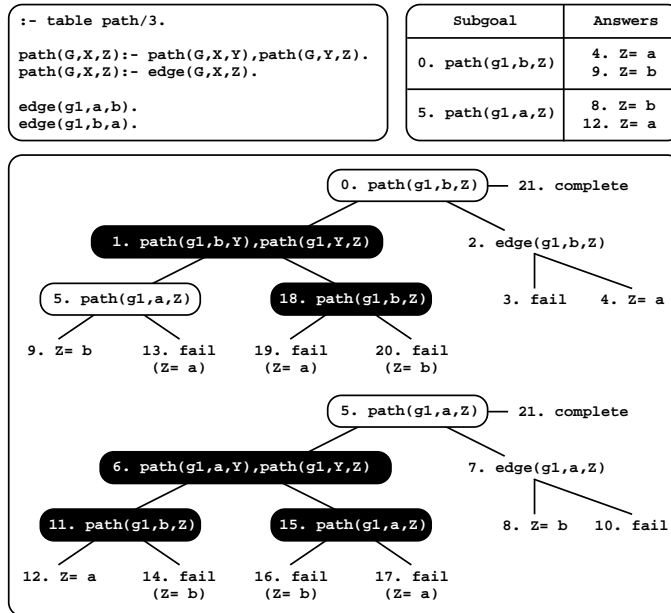 :- table path/3.
path(G,X,Z):- path(G,X,Y),path(G,Y,Z).
path(G,X,Z):- edge(G,X,Z).
edge(g1,a,b).
edge(g1,b,a).
Subgoal Answers
0. path(g1,b,Z)
4. Z= a
9. Z= b
5. path(g1,a,Z)
8. Z= b
12. Z= a
0. path(g1,b,Z) 21. complete
1. path(g1,b,Y),path(g1,Y,Z) 2. edge(g1,b,Z)
5. path(g1,a,Z) 18. path(g1,b,Z) 3. fail 4. Z= a
9. Z= b 13. fail 19. fail 20. fail
(Z= a) (Z= a) (Z= b)
5. path(g1,a,Z) 21. complete
6. path(g1,a,Y),path(g1,Y,Z) 7. edge(g1,a,Z)
11. path(g1,b,Z) 15. path(g1,a,Z) 8. Z= b 10. fail
12. Z= a 14. fail 16. fail 17. fail
(Z= b) (Z= b) (Z= a)